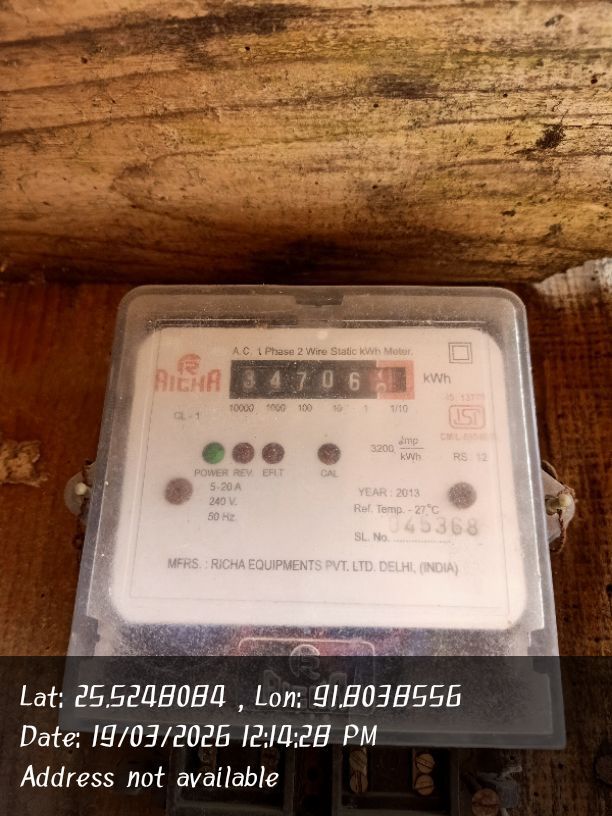 A.C. 1 Phase 2 Wire Static kWh Meter.
RICHA
34706
kWh
10000 1000 100 10 1 1/10
CL - 1
ISI
3200 Imp/kWh
RS. 12
POWER REV. EF/LT CAL
5-20 A
240 V.
50 Hz
YEAR : 2013
Ref. Temp. - 27°C
SL. No. 045368
MFRS. : RICHA EQUIPMENTS PVT. LTD. DELHI, (INDIA)
Lat: 25.5248084 , Lon: 91.8038556
Date: 19/03/2026 12:14:28 PM
Address not available